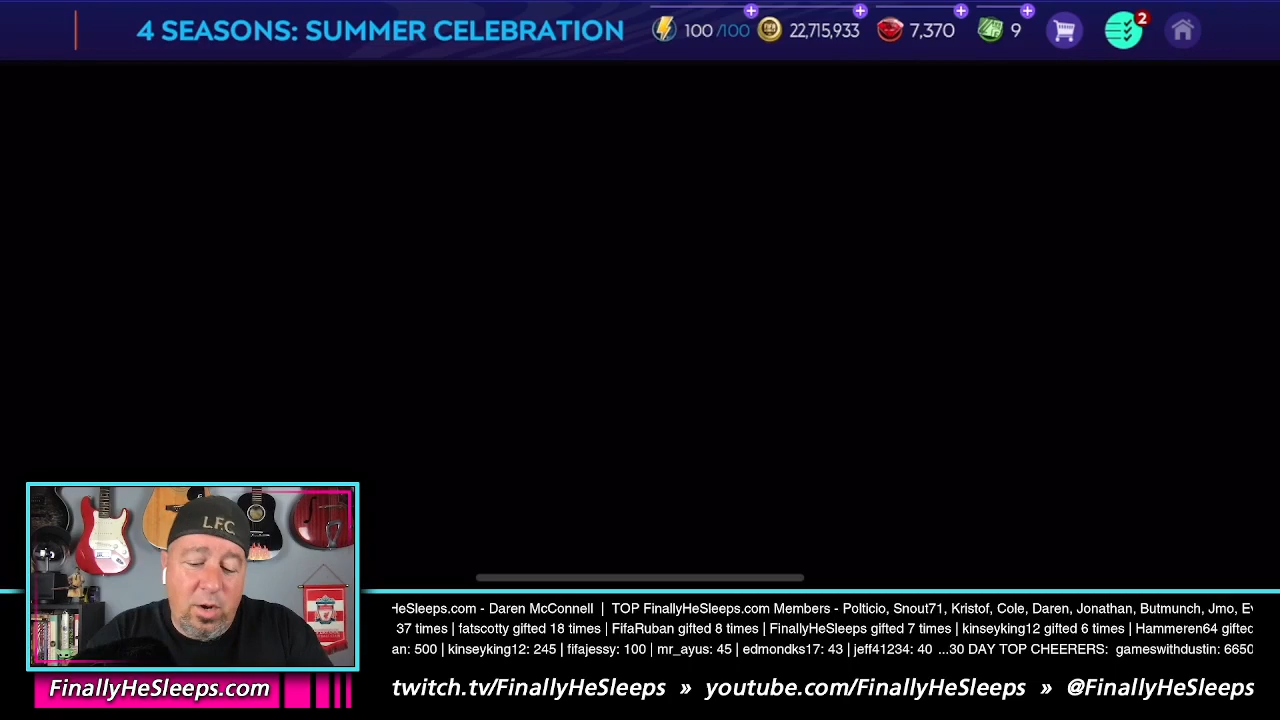 4 SEASONS: SUMMER CELEBRATION
100 /100
22,715,933
7,370
9
2
L.F.C.
HeSleeps.com - Daren McConnell | TOP FinallyHeSleeps.com Members - Polticio, Snout71, Kristof, Cole, Daren, Jonathan, Butmunch, Jmo,
37 times | fatscotty gifted 18 times | FifaRuban gifted 8 times | FinallyHeSleeps gifted 7 times | kinseyking12 gifted 6 times | Hammeren64 gifted
an: 500 | kinseyking12: 245 | fifajessy: 100 | mr_ayus: 45 | edmondks17: 43 | jeff41234: 40 ...30 DAY TOP CHEERERS: gameswithdustin: 6650
FinallyHeSleeps.com
twitch.tv/FinallyHeSleeps » youtube.com/FinallyHeSleeps » @FinallyHeSleeps